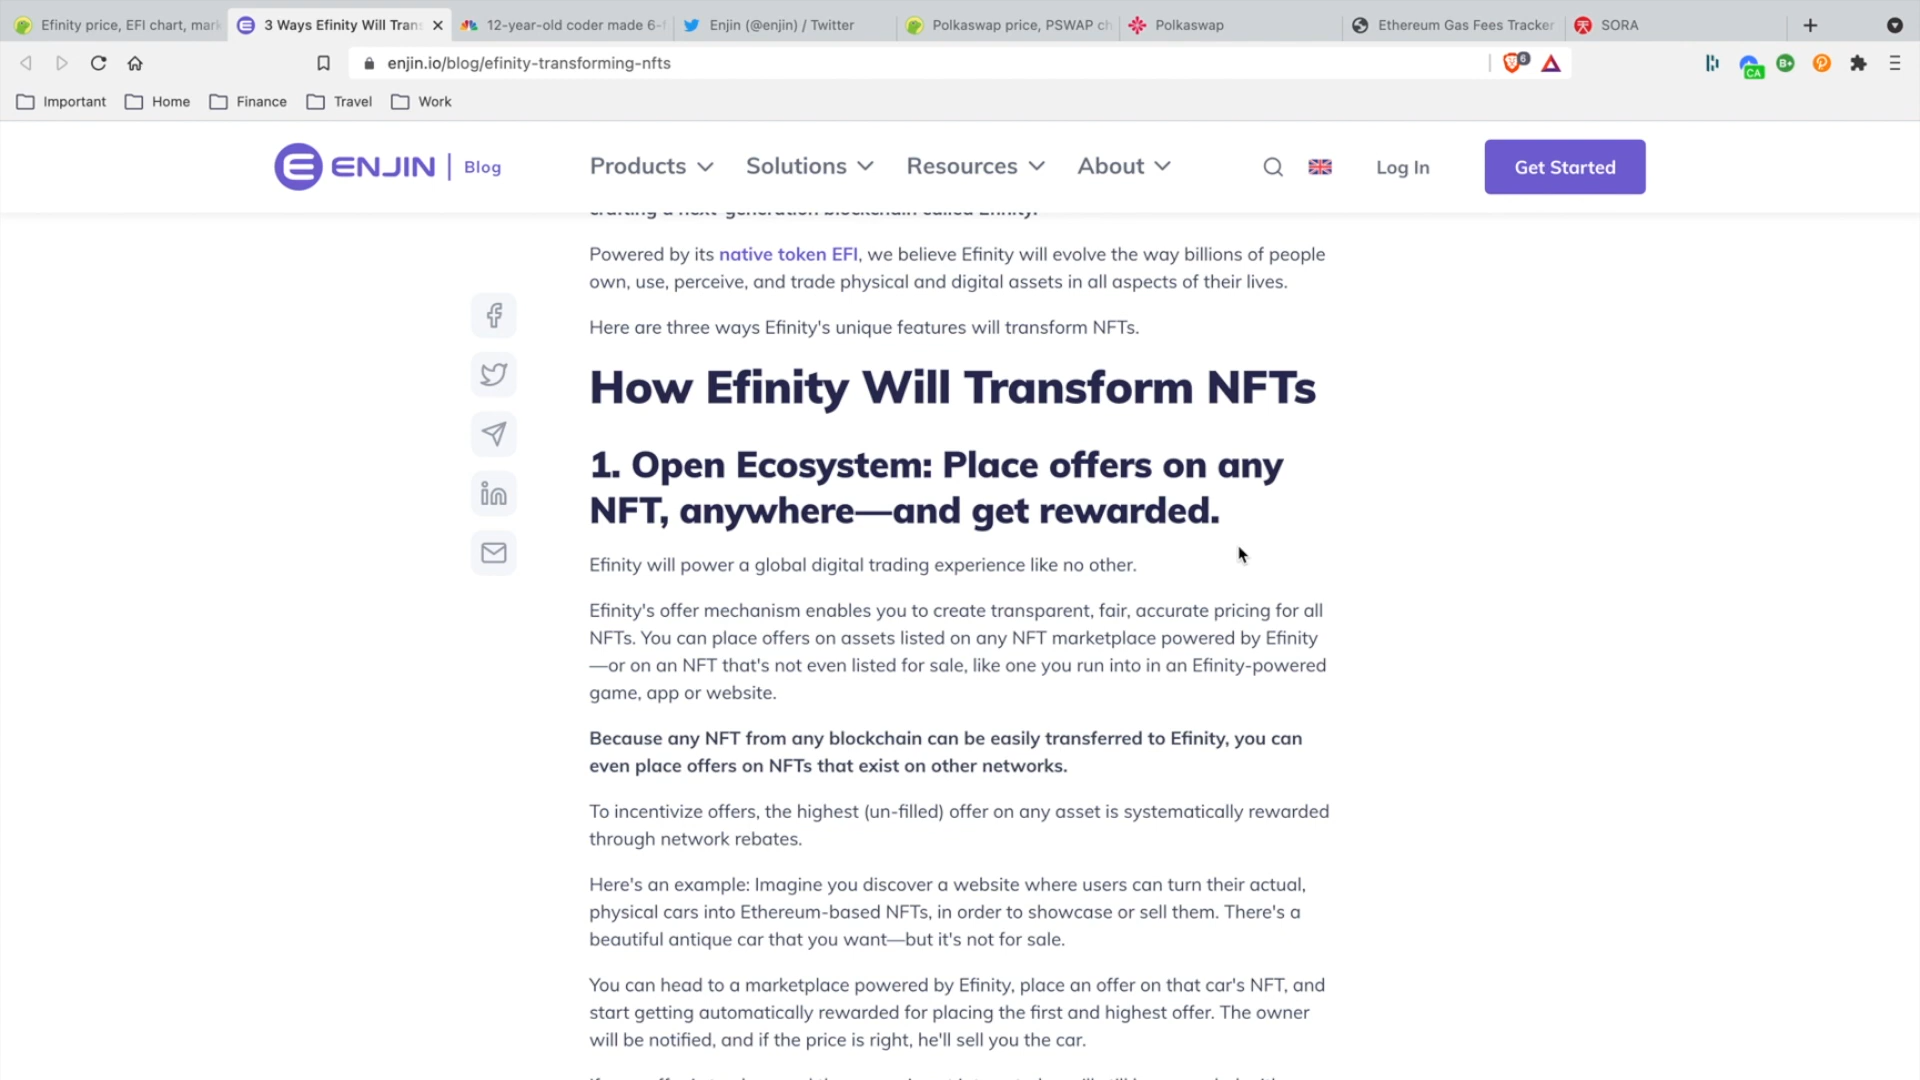 Efinity price, EFI chart, mark
3 Ways Efinity Will Trans
12-year-old coder made 6-f
Enjin (@enjin) / Twitter
Polkaswap price, PSWAP ch
Polkaswap
Ethereum Gas Fees Tracker
SORA
enjin.io/blog/efinity-transforming-nfts
6
CA
B+
Important
Home
Finance
Travel
Work
ENJIN | Blog
Products
Solutions
Resources
About
Log In
Get Started
crafting a next-generation blockchain called Efinity.
Powered by its native token EFI, we believe Efinity will evolve the way billions of people
own, use, perceive, and trade physical and digital assets in all aspects of their lives.
Here are three ways Efinity's unique features will transform NFTs.
How Efinity Will Transform NFTs
1. Open Ecosystem: Place offers on any
NFT, anywhere—and get rewarded.
Efinity will power a global digital trading experience like no other.
Efinity's offer mechanism enables you to create transparent, fair, accurate pricing for all
NFTs. You can place offers on assets listed on any NFT marketplace powered by Efinity
—or on an NFT that's not even listed for sale, like one you run into in an Efinity-powered
game, app or website.
Because any NFT from any blockchain can be easily transferred to Efinity, you can
even place offers on NFTs that exist on other networks.
To incentivize offers, the highest (un-filled) offer on any asset is systematically rewarded
through network rebates.
Here's an example: Imagine you discover a website where users can turn their actual,
physical cars into Ethereum-based NFTs, in order to showcase or sell them. There's a
beautiful antique car that you want—but it's not for sale.
You can head to a marketplace powered by Efinity, place an offer on that car's NFT, and
start getting automatically rewarded for placing the first and highest offer. The owner
will be notified, and if the price is right, he'll sell you the car.